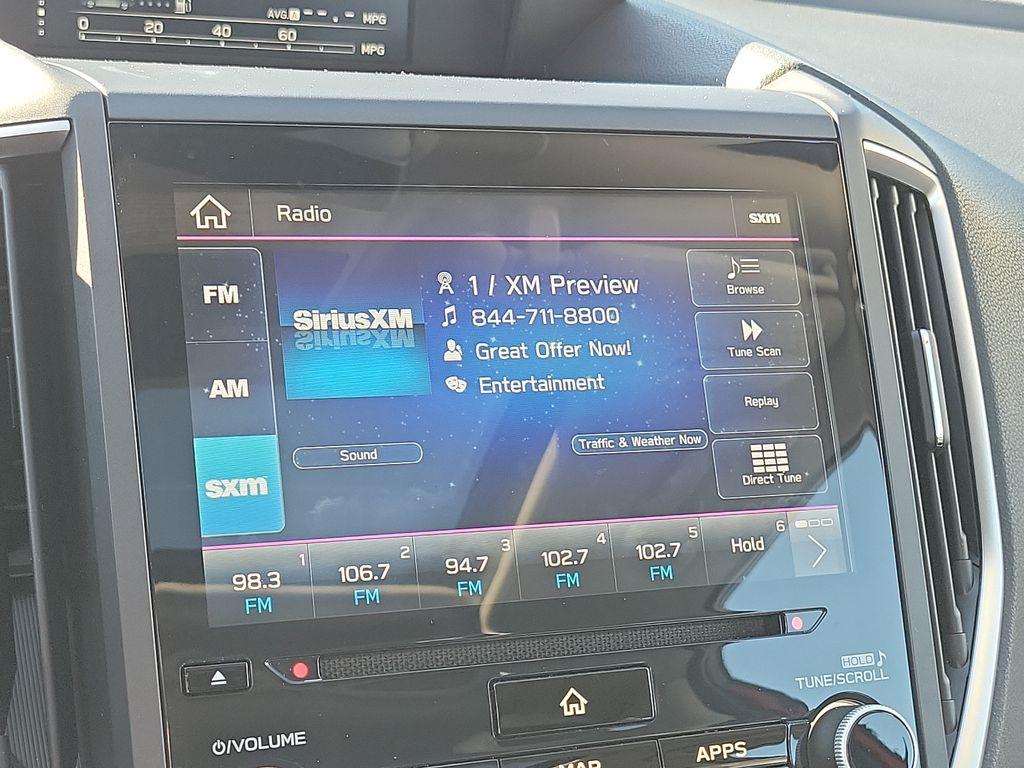 AVG.A MPG
0 20 40 60 MPG
Radio
sxm
FM
AM
sxm
SiriusXM
1 / XM Preview
844-711-8800
Great Offer Now!
Entertainment
Sound
Traffic & Weather Now
Browse
Tune Scan
Replay
Direct Tune
1 2 3 4 5 6
98.3 106.7 94.7 102.7 102.7 Hold
FM FM FM FM FM
HOLD
TUNE/SCROLL
/VOLUME
MAP
APPS